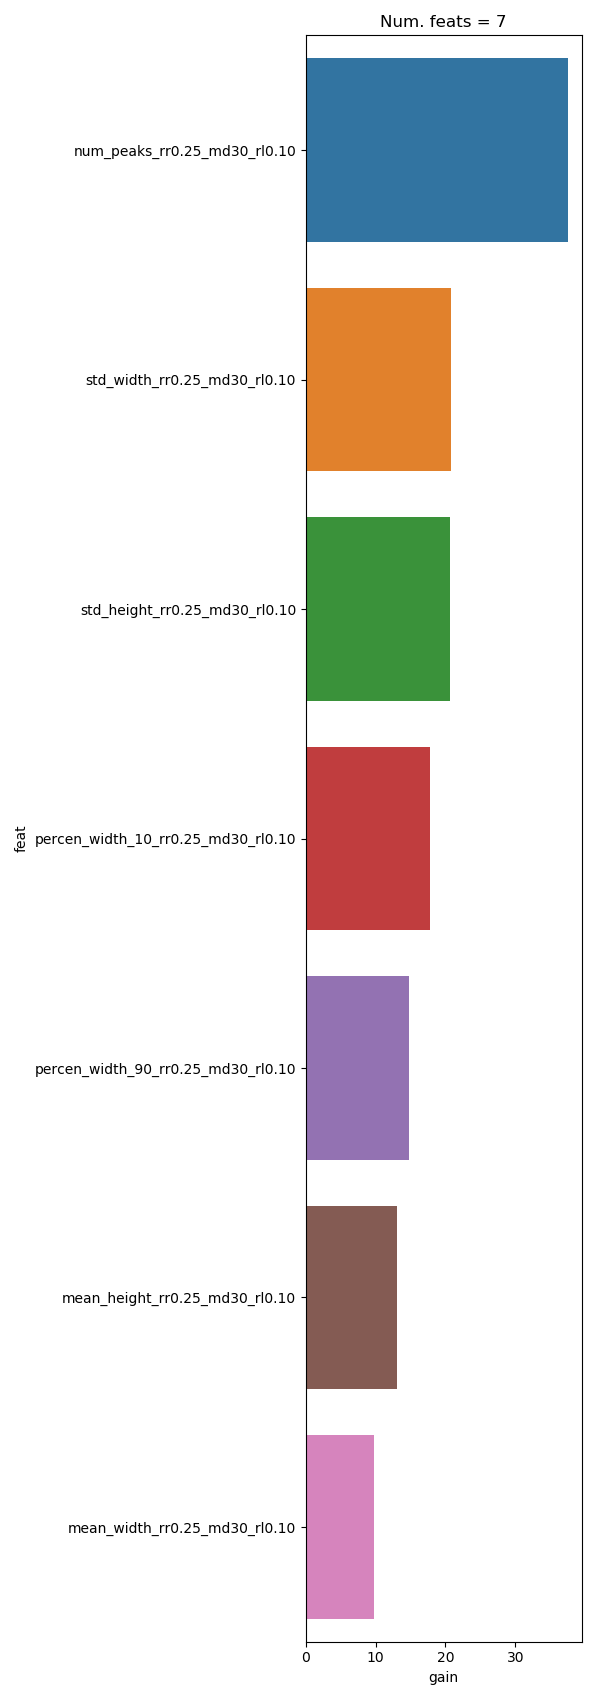 Num. feats = 7
num_peaks_rr0.25_md30_rl0.10
std_width_rr0.25_md30_rl0.10
std_height_rr0.25_md30_rl0.10
percen_width_10_rr0.25_md30_rl0.10
feat
percen_width_90_rr0.25_md30_rl0.10
mean_height_rr0.25_md30_rl0.10
mean_width_rr0.25_md30_rl0.10
0 10 20 30
gain